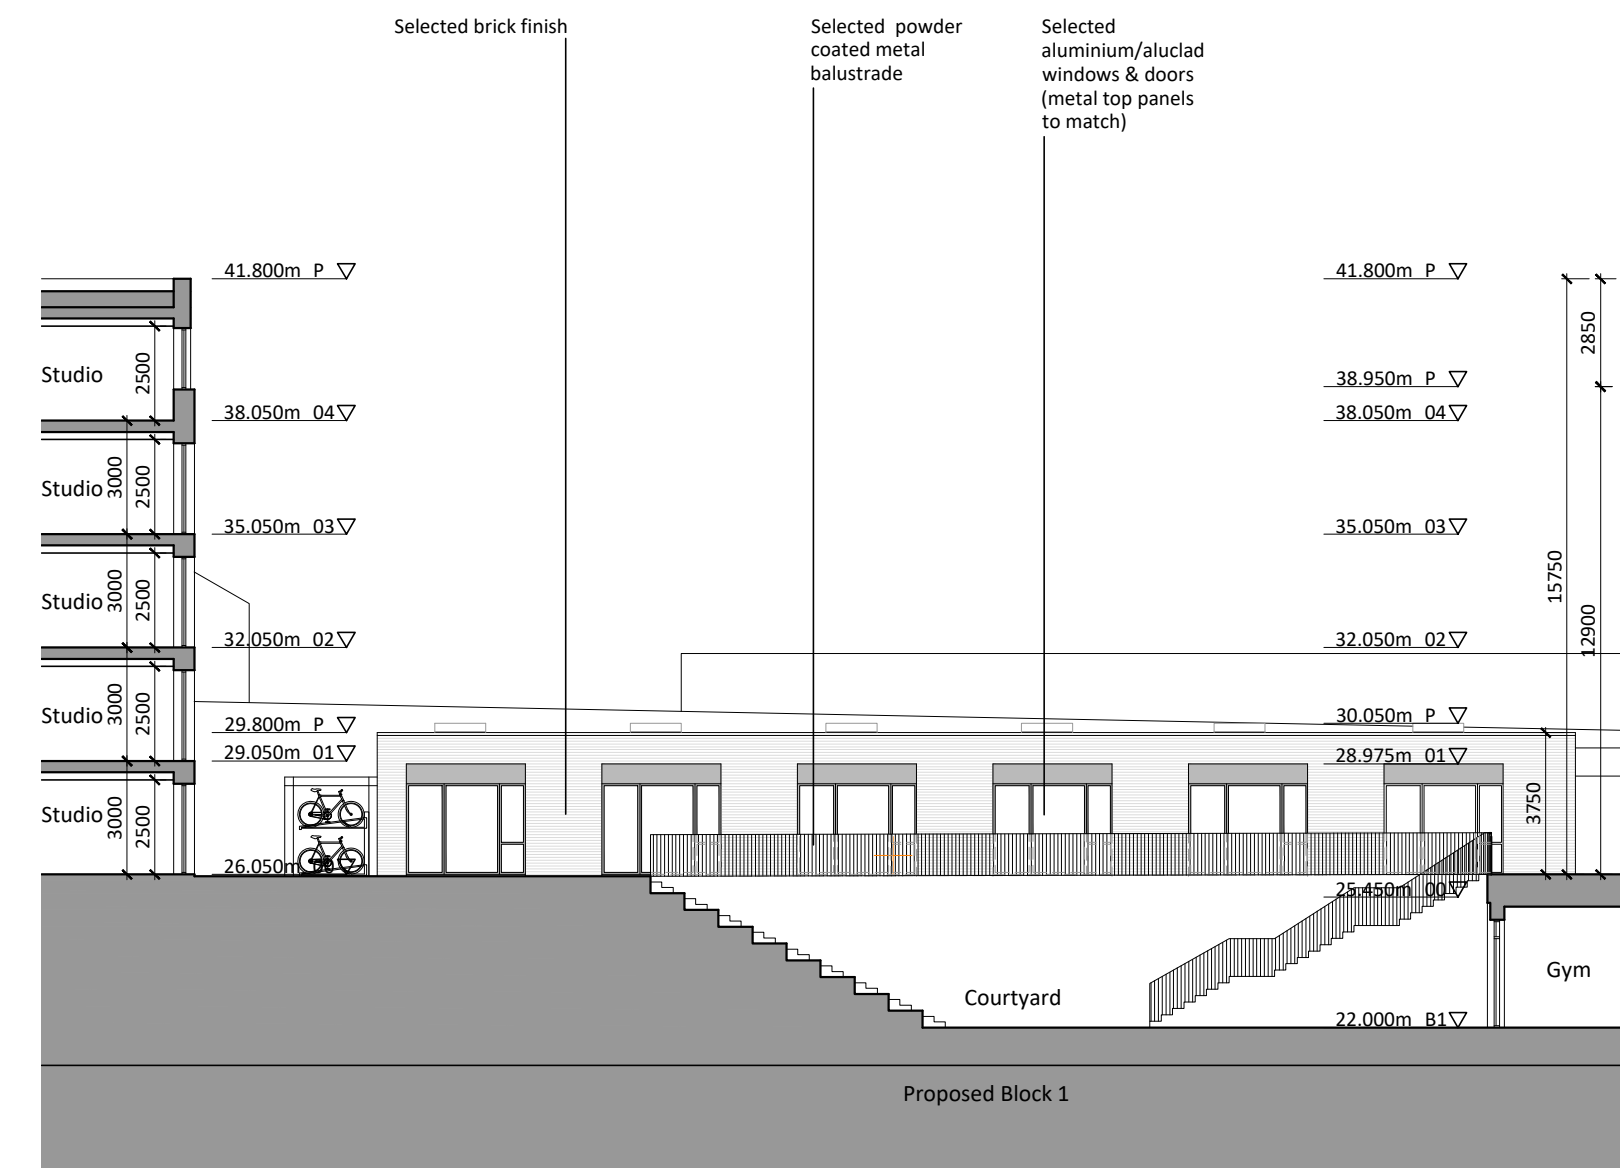 Selected brick finish
Selected powder
coated metal
balustrade
Selected
aluminium/aluclad
windows & doors
(metal top panels
to match)
41.800m P
41.800m P
2850
Studio
2500
38.950m P
38.050m 04
38.050m 04
Studio
3000
2500
35.050m 03
35.050m 03
15750
Studio
3000
2500
12900
32.050m 02
32.050m 02
Studio
3000
2500
29.800m P
30.050m P
29.050m 01
28.975m 01
Studio
3000
2500
3750
26.050m
25.450m 00
Courtyard
Gym
22.000m B1
Proposed Block 1